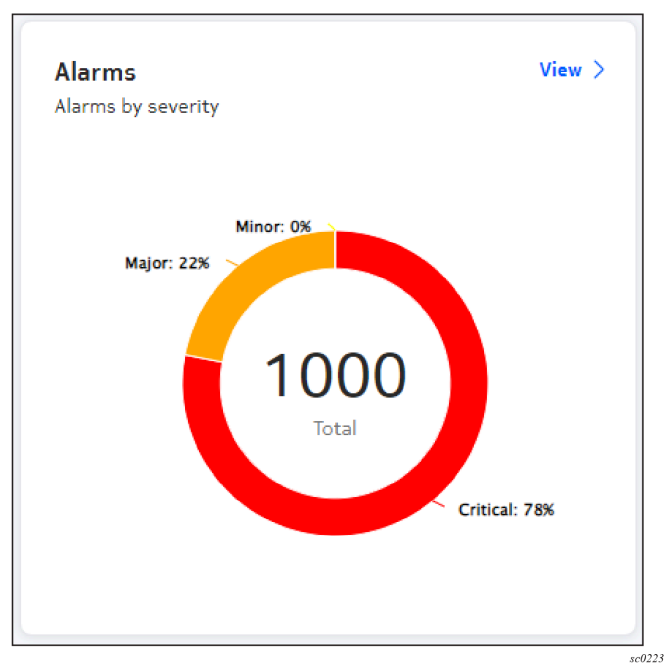 Alarms
View
Alarms by severity
Minor: 0%
Major: 22%
1000
Total
Critical: 78%
sc0223